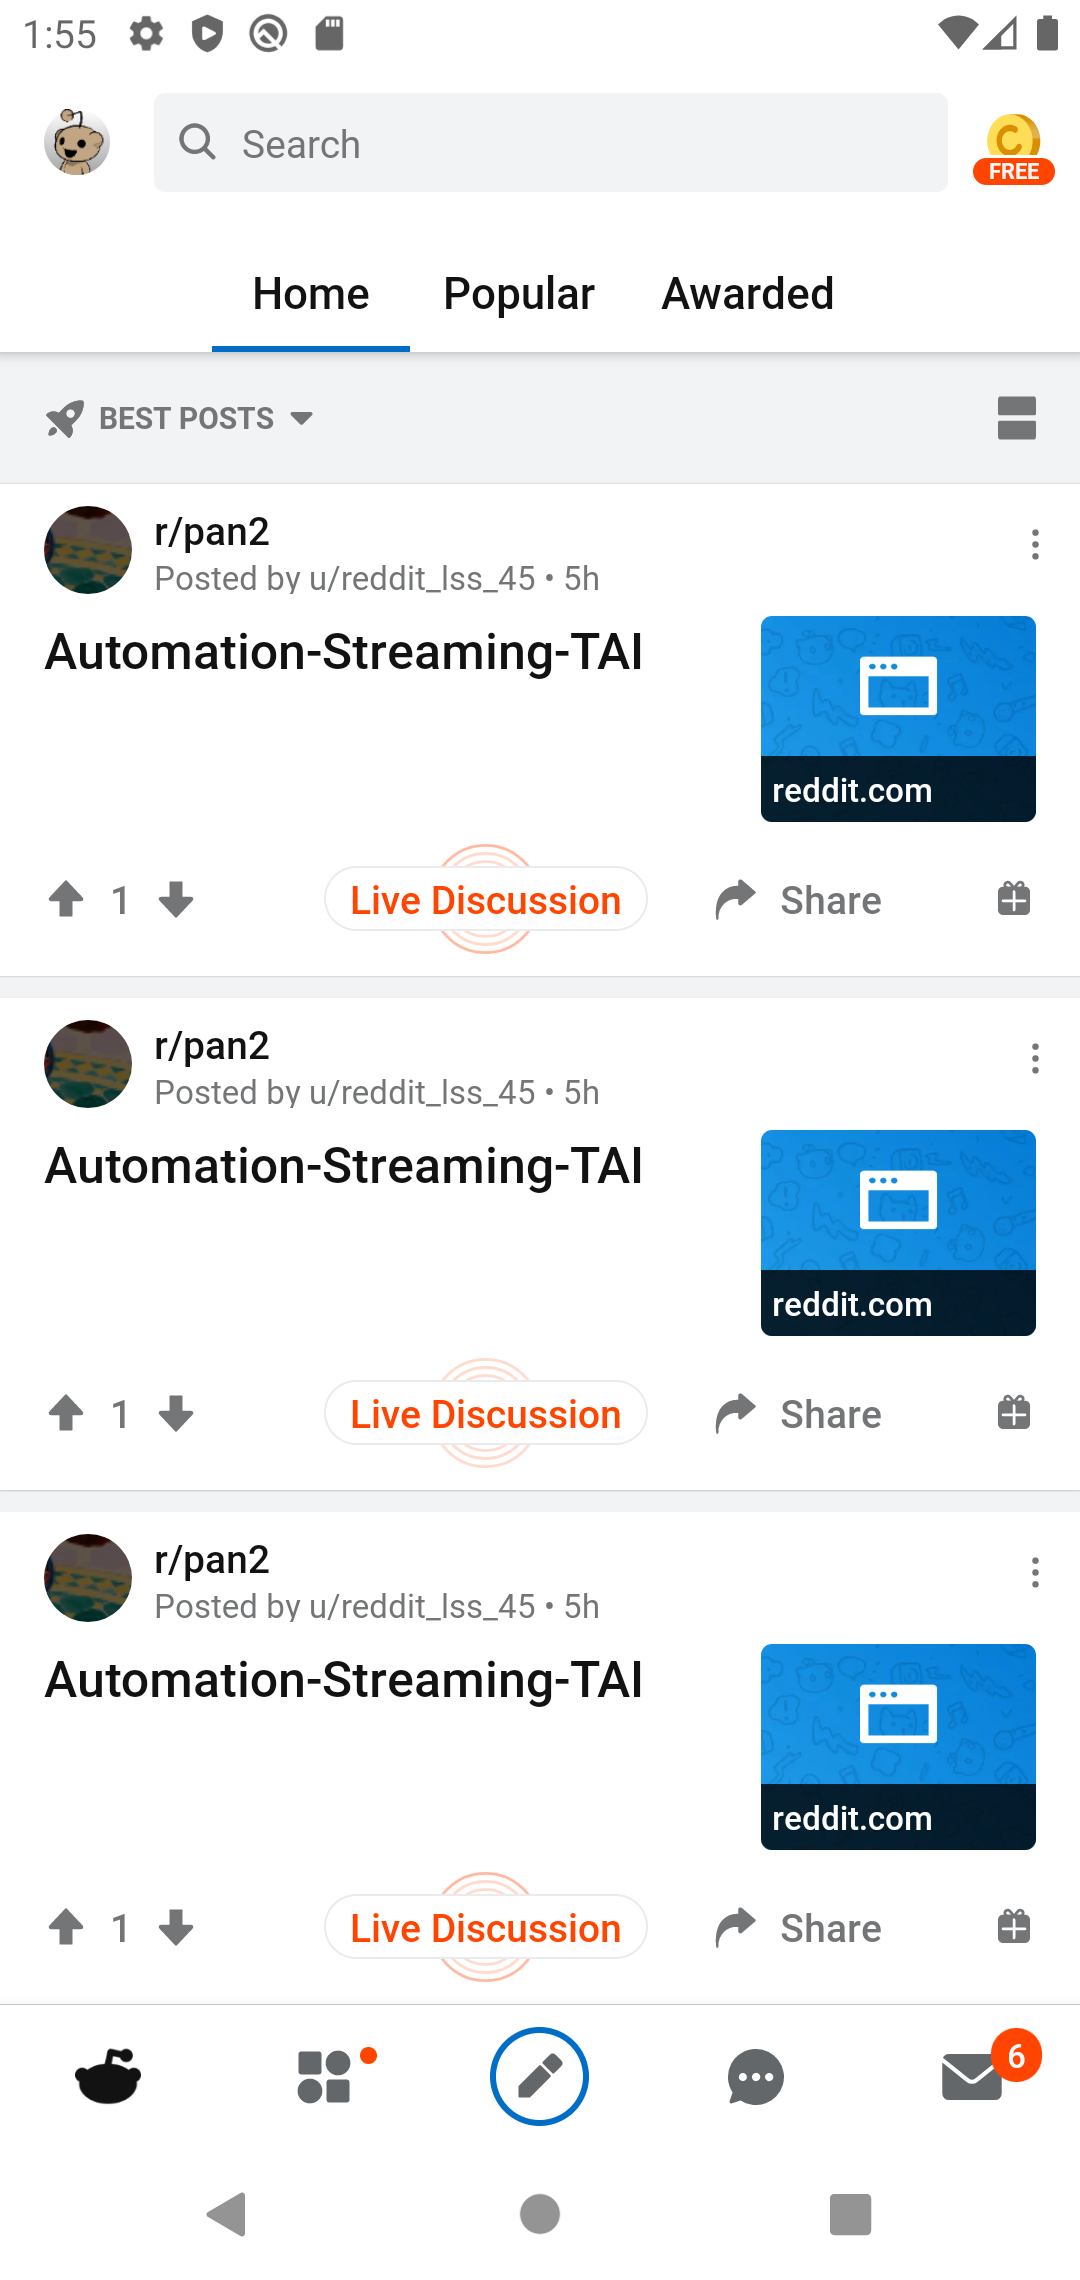 1:55
Search
FREE
Home Popular Awarded
BEST POSTS
r/pan2
Posted by u/reddit_lss_45 • 5h
Automation-Streaming-TAI
reddit.com
1 Live Discussion Share
r/pan2
Posted by u/reddit_lss_45 • 5h
Automation-Streaming-TAI
reddit.com
1 Live Discussion Share
r/pan2
Posted by u/reddit_lss_45 • 5h
Automation-Streaming-TAI
reddit.com
1 Live Discussion Share
6